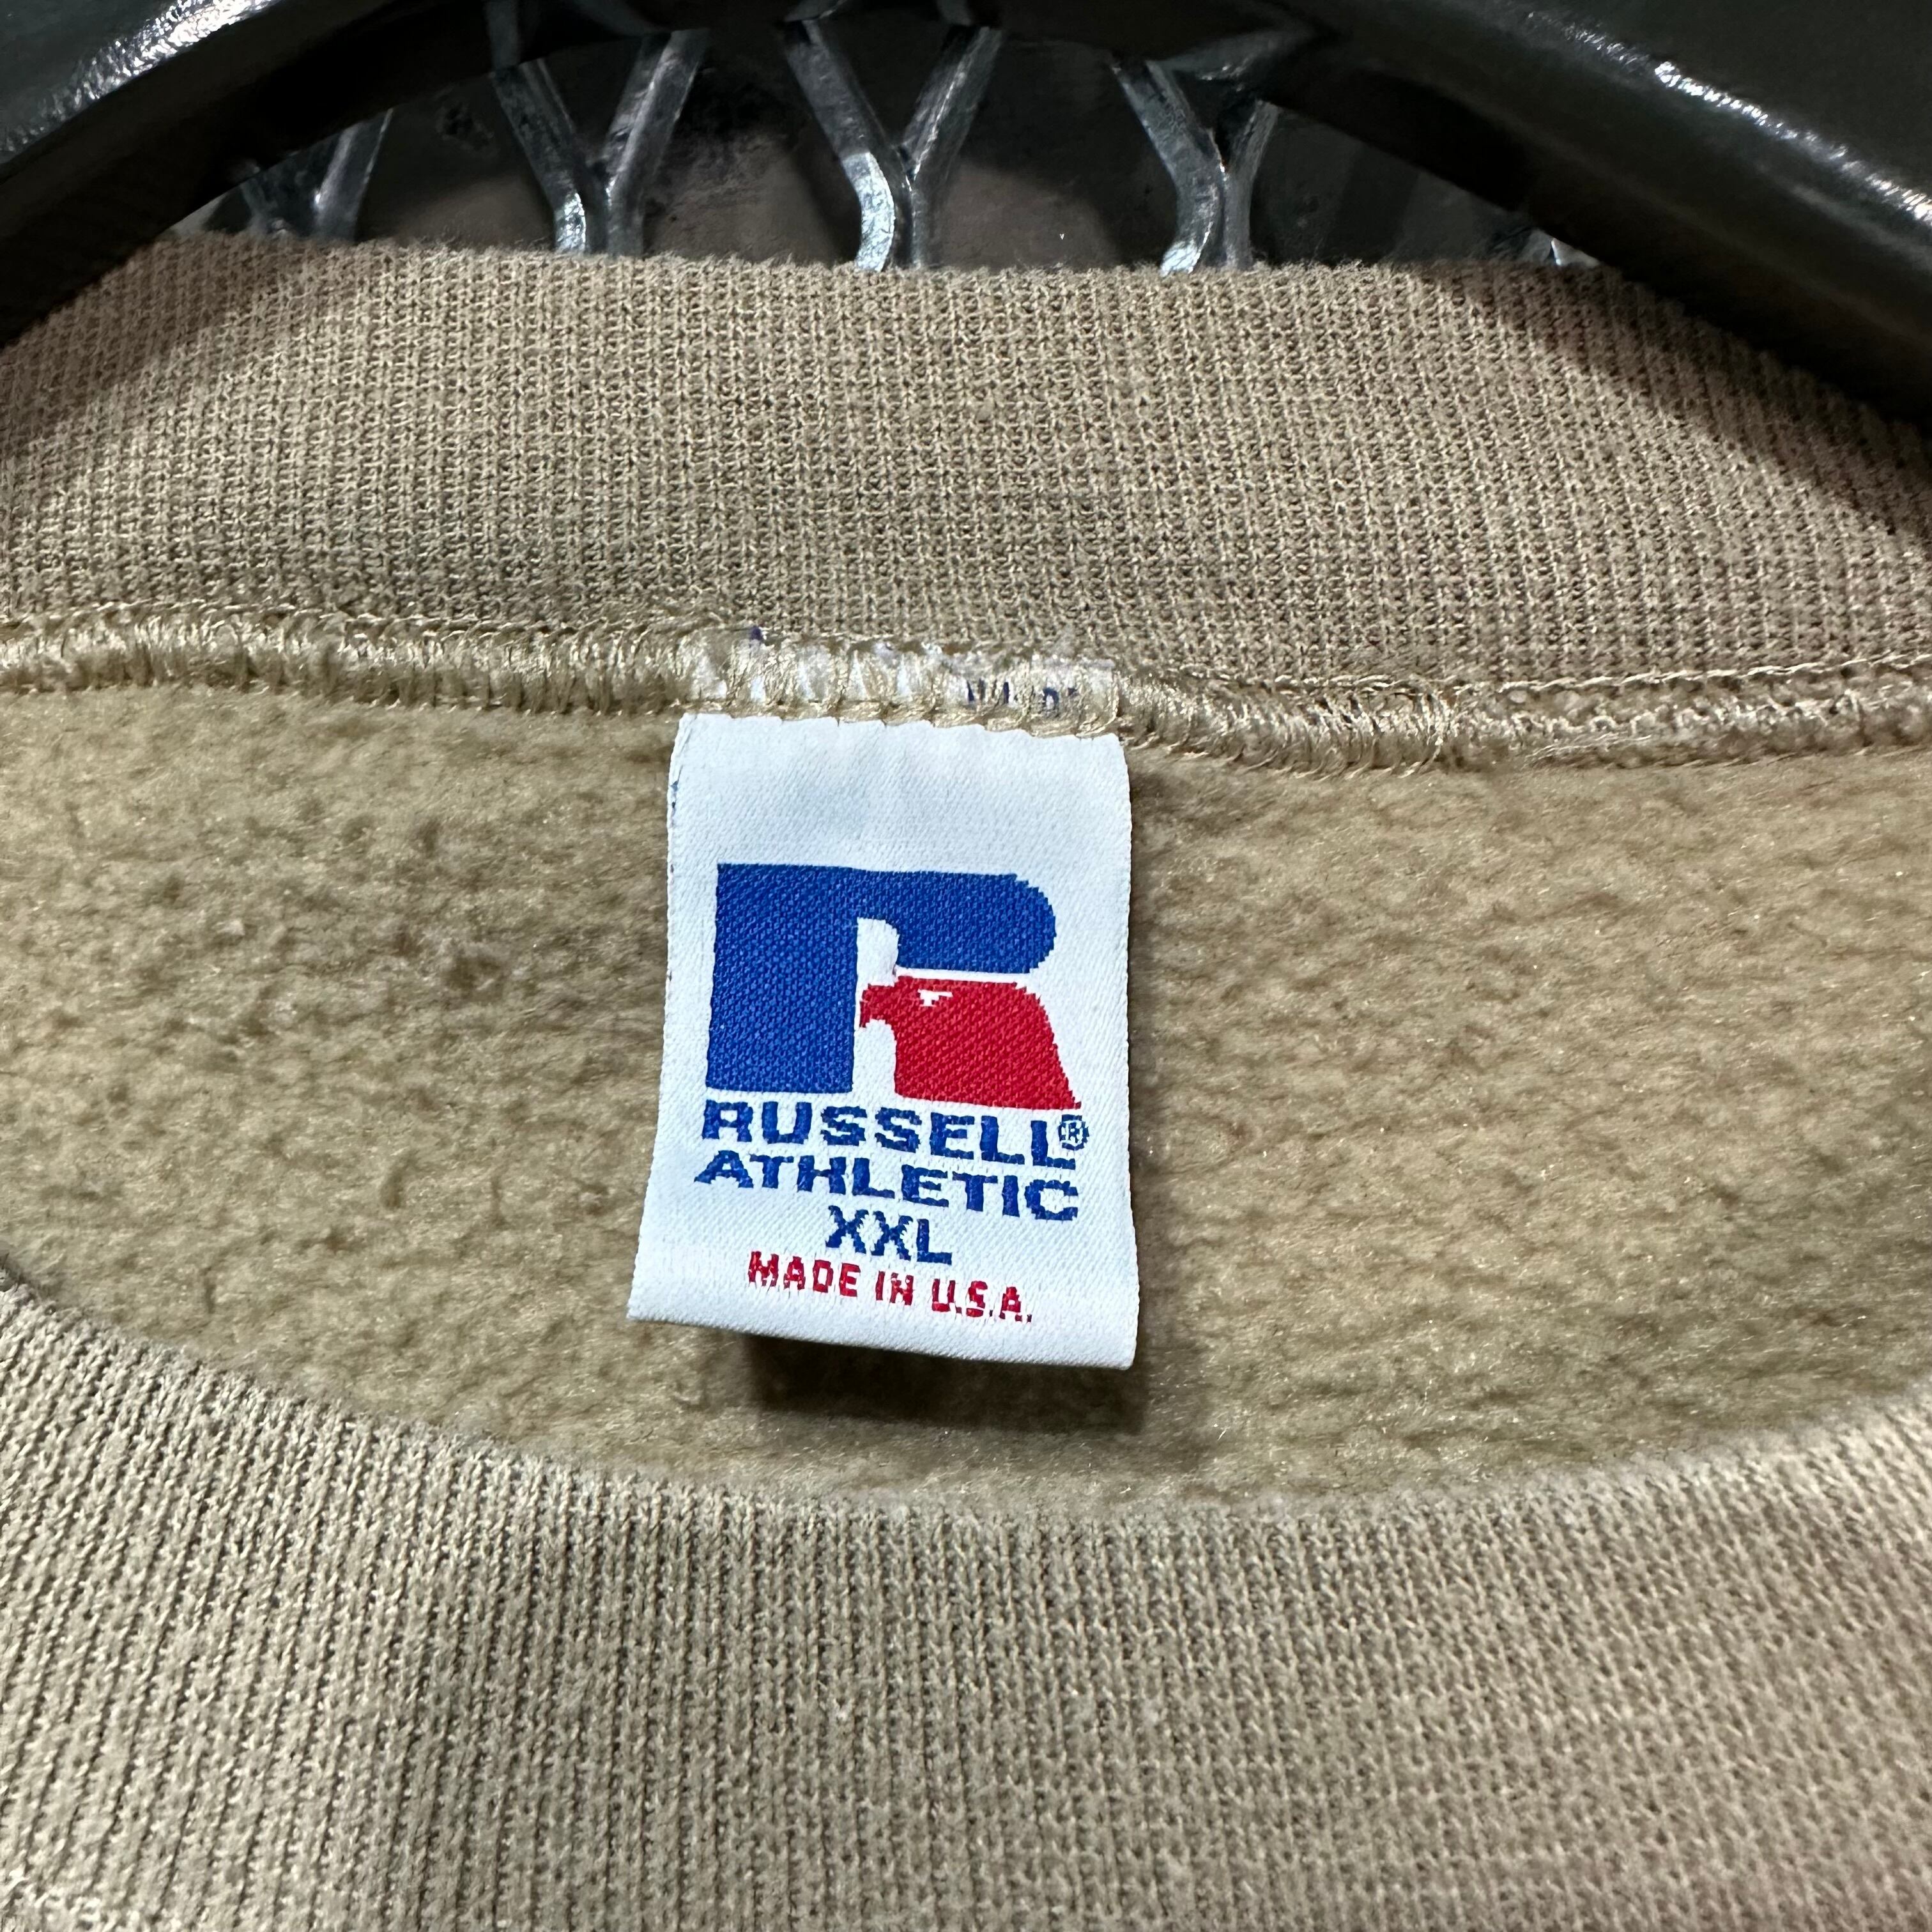 RUSSELL®
ATHLETIC
XXL
MADE IN U.S.A.